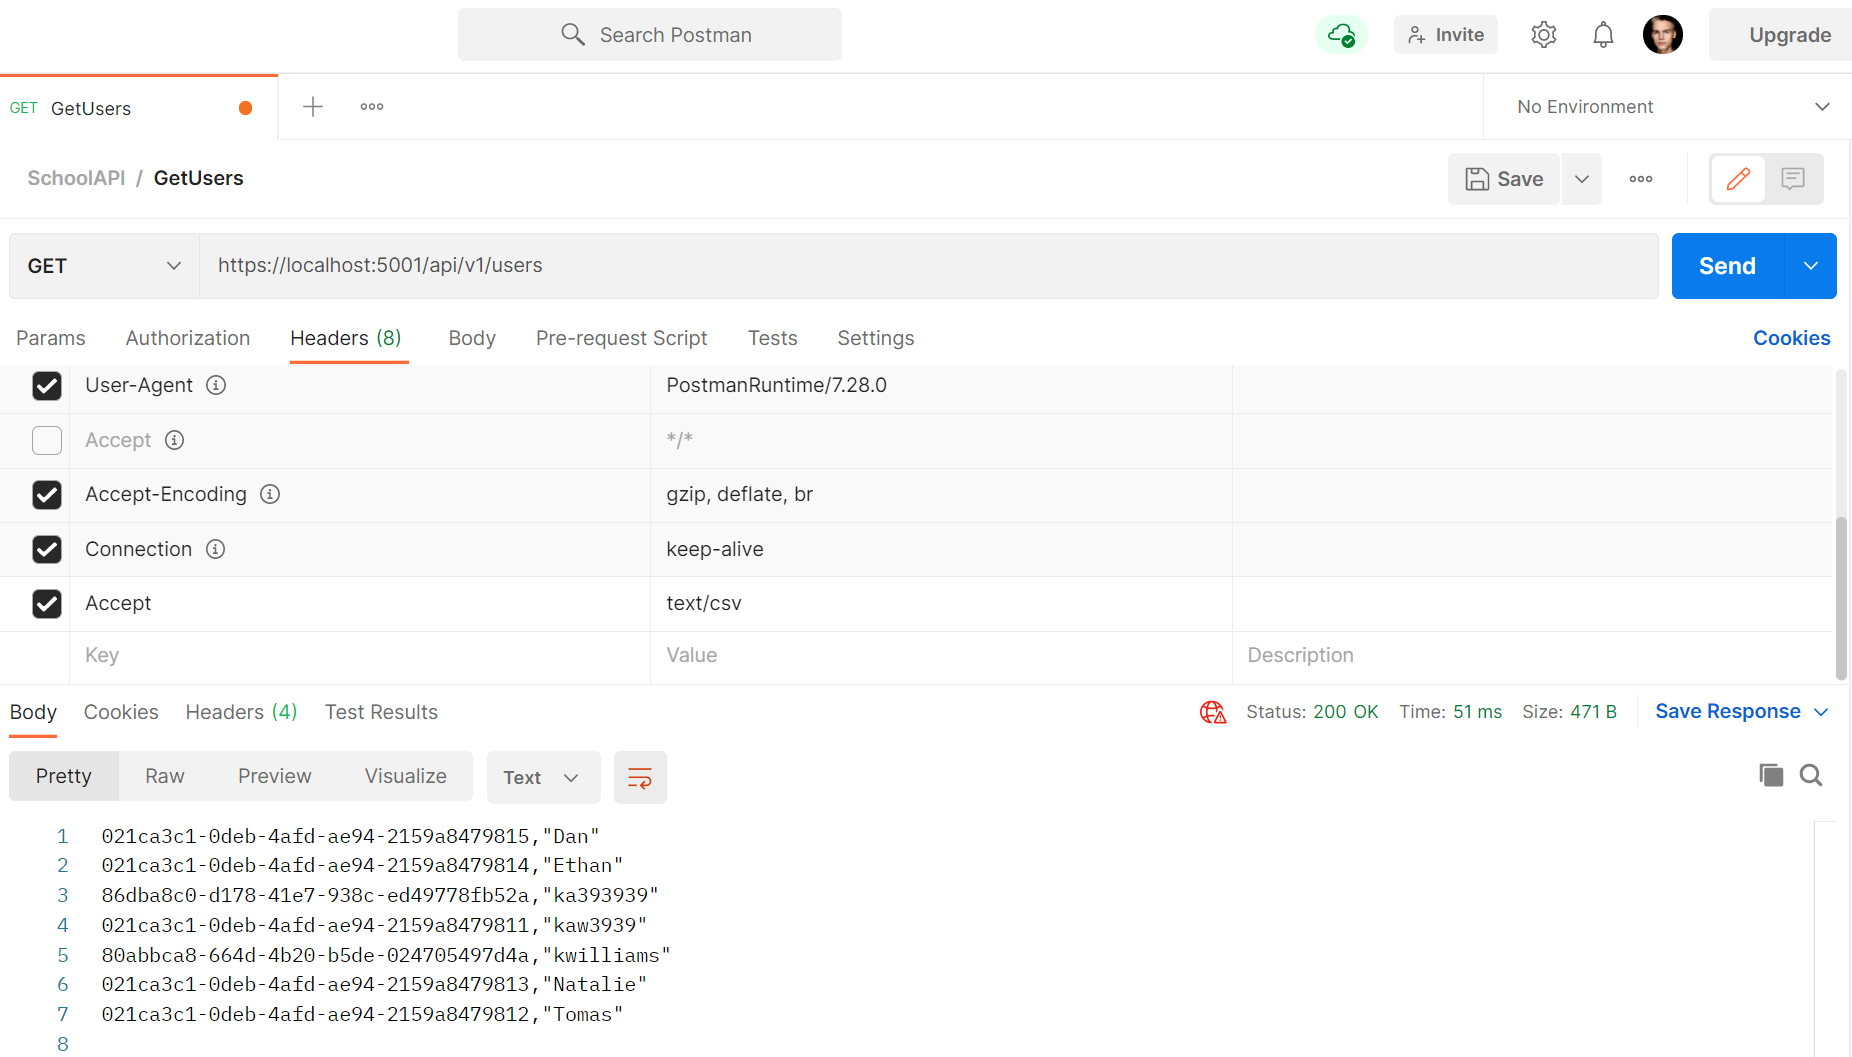 Search Postman
Invite
Upgrade
GET GetUsers
No Environment
SchoolAPI / GetUsers
Save
GET
https://localhost:5001/api/v1/users
Send
Params Authorization Headers (8) Body Pre-request Script Tests Settings Cookies
User-Agent PostmanRuntime/7.28.0
Accept */*
Accept-Encoding gzip, deflate, br
Connection keep-alive
Accept text/csv
Key Value Description
Body Cookies Headers (4) Test Results Status: 200 OK Time: 51 ms Size: 471 B Save Response
Pretty Raw Preview Visualize Text
1 021ca3c1-0deb-4afd-ae94-2159a8479815,"Dan"
2 021ca3c1-0deb-4afd-ae94-2159a8479814,"Ethan"
3 86dba8c0-d178-41e7-938c-ed49778fb52a,"ka393939"
4 021ca3c1-0deb-4afd-ae94-2159a8479811,"kaw3939"
5 80abbca8-664d-4b20-b5de-024705497d4a,"kwilliams"
6 021ca3c1-0deb-4afd-ae94-2159a8479813,"Natalie"
7 021ca3c1-0deb-4afd-ae94-2159a8479812,"Tomas"
8